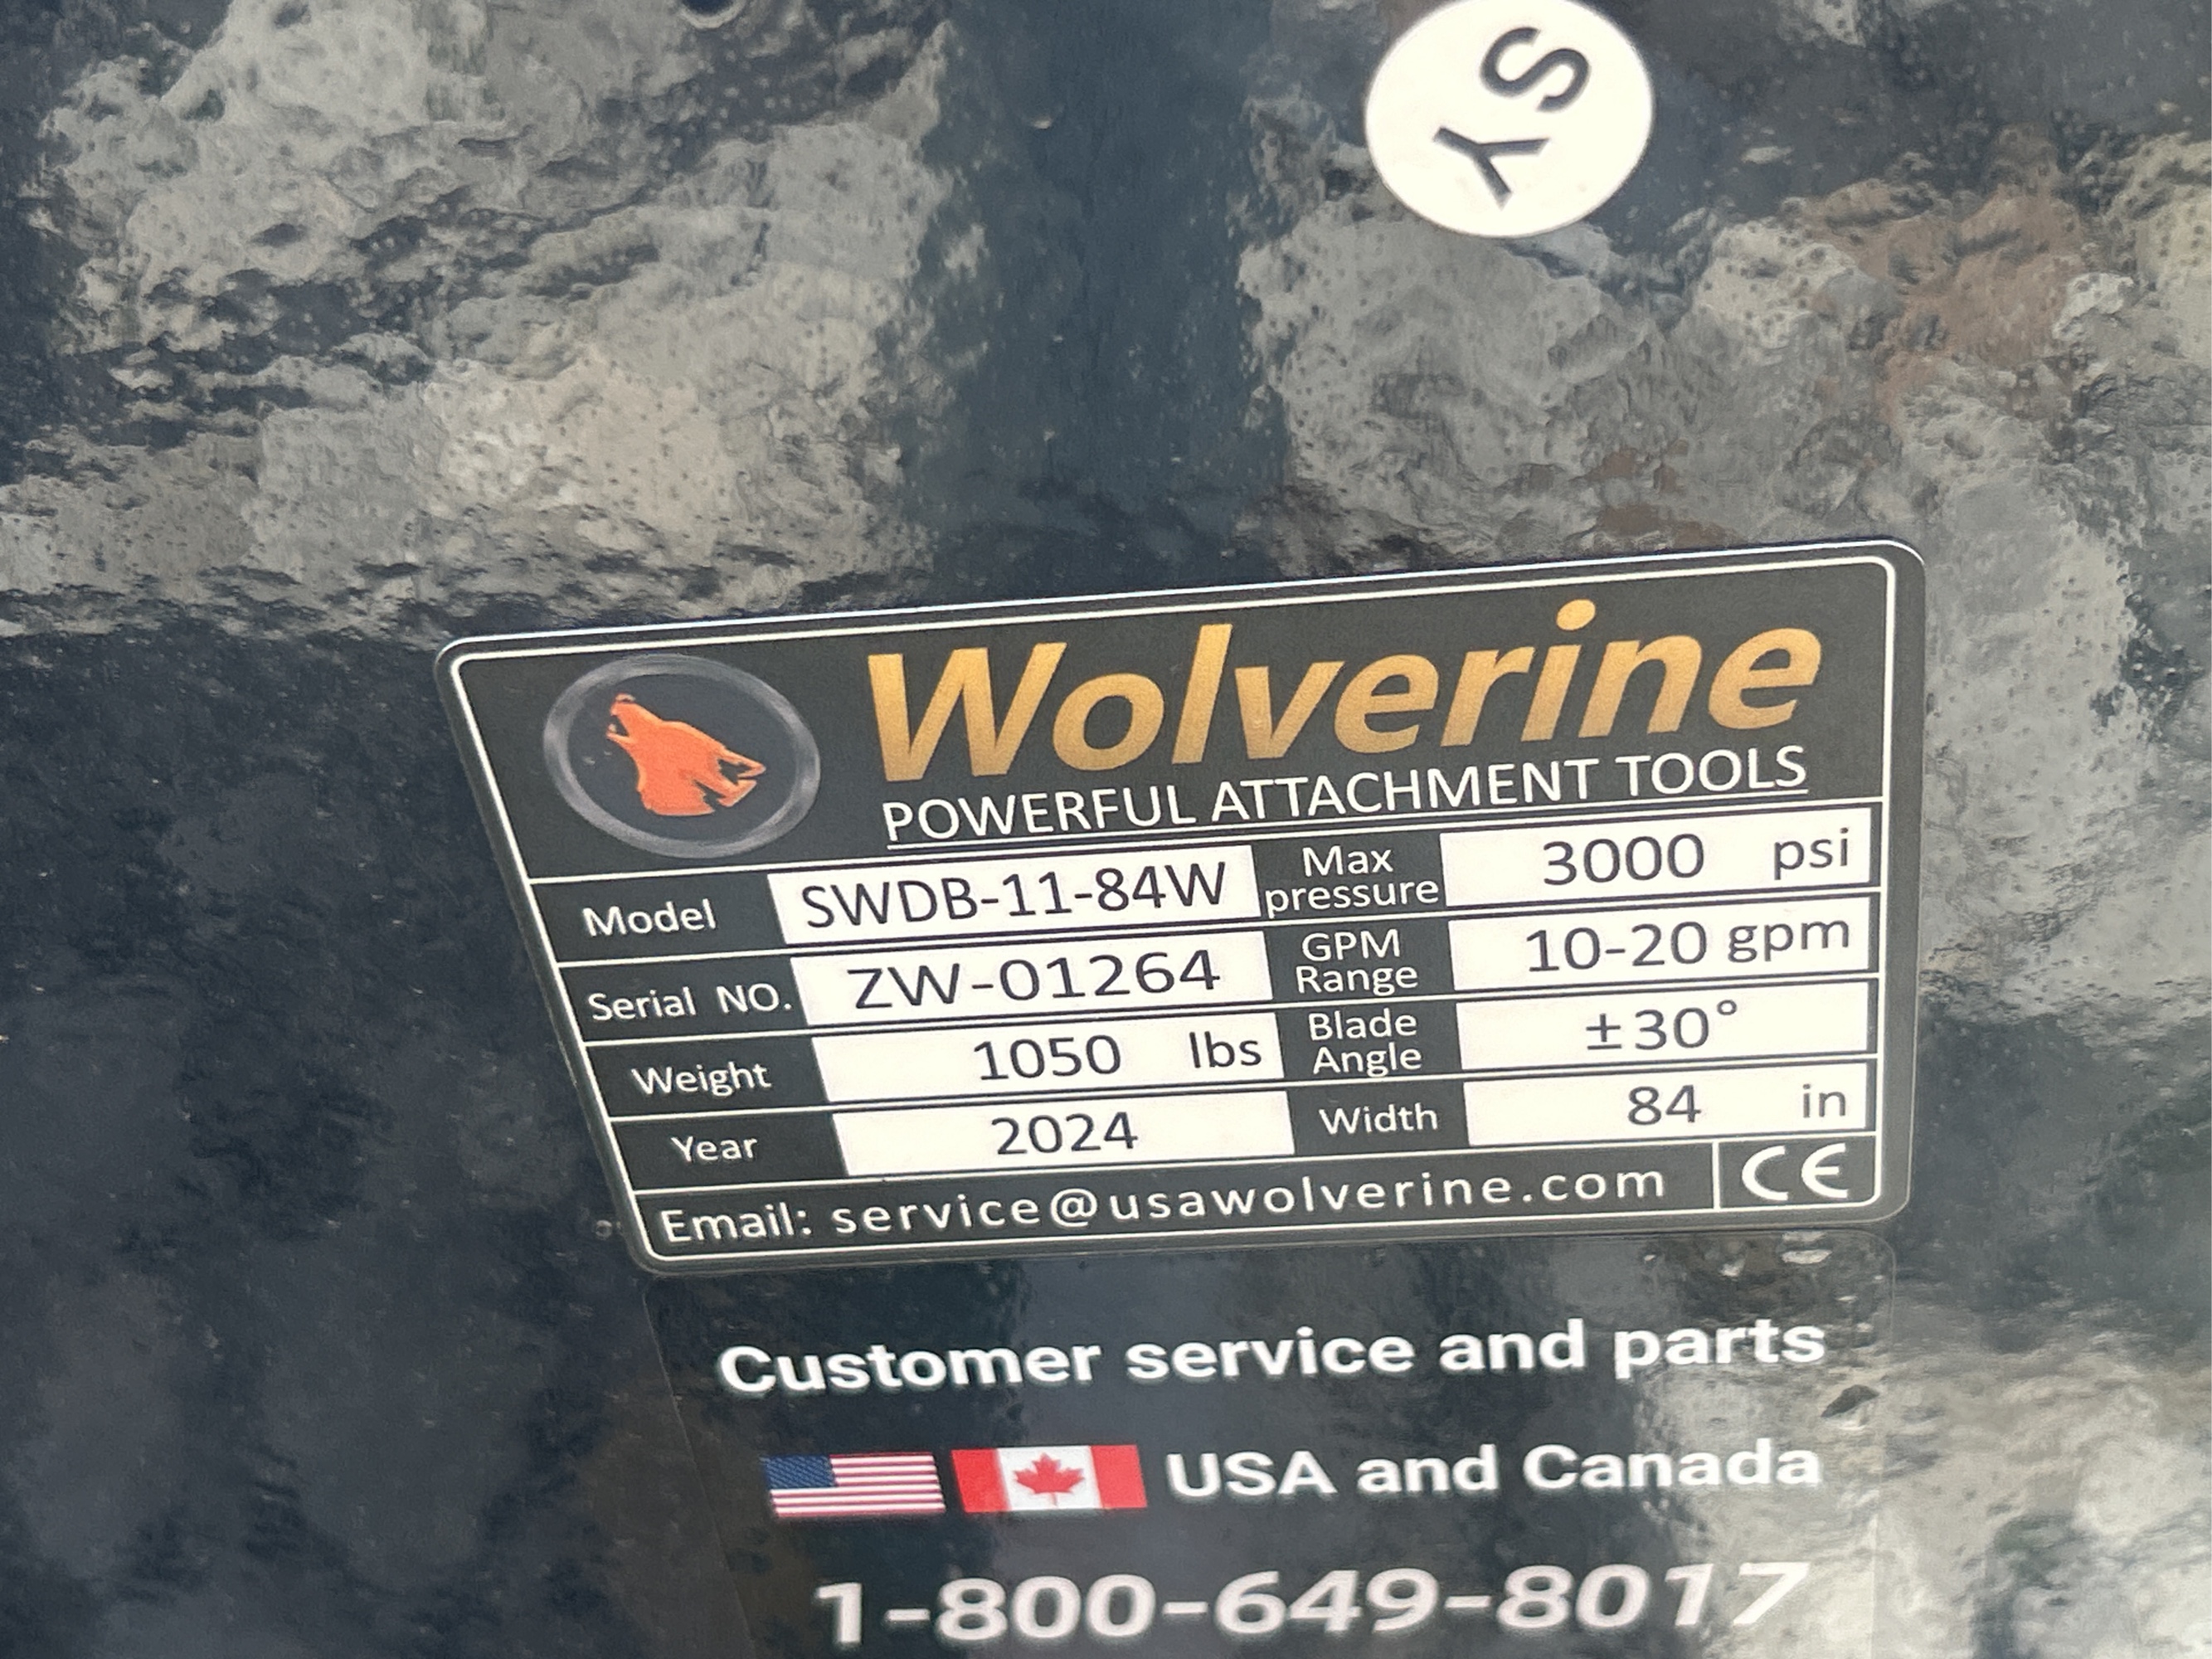 SY
Wolverine
POWERFUL ATTACHMENT TOOLS
Model SWDB-11-84W Max pressure 3000 psi
Serial NO. ZW-01264 GPM Range 10-20 gpm
Weight 1050 lbs Blade Angle ±30°
Year 2024 Width 84 in
Email: service@usawolverine.com CE
Customer service and parts
USA and Canada
1-800-649-8017